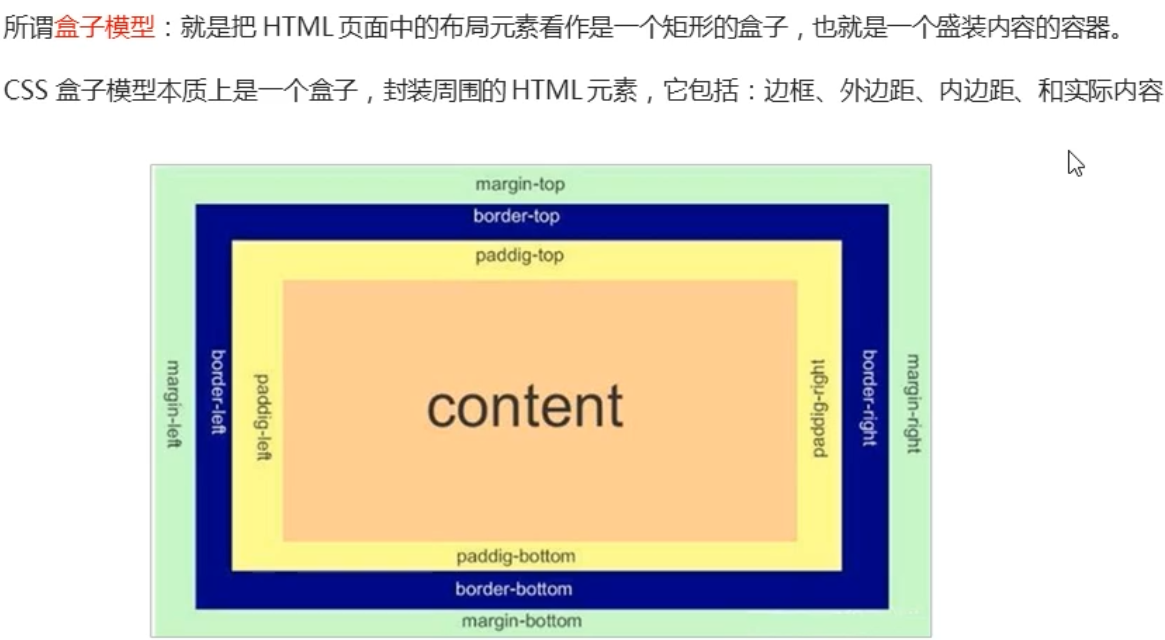 所谓盒子模型：就是把 HTML 页面中的布局元素看作是一个矩形的盒子，也就是一个盛装内容的容器。
CSS 盒子模型本质上是一个盒子，封装周围的 HTML 元素，它包括：边框、外边距、内边距、和实际内容
margin-top
border-top
paddig-top
margin-left
border-left
paddig-left
content
paddig-right
border-right
margin-right
paddig-bottom
border-bottom
margin-bottom